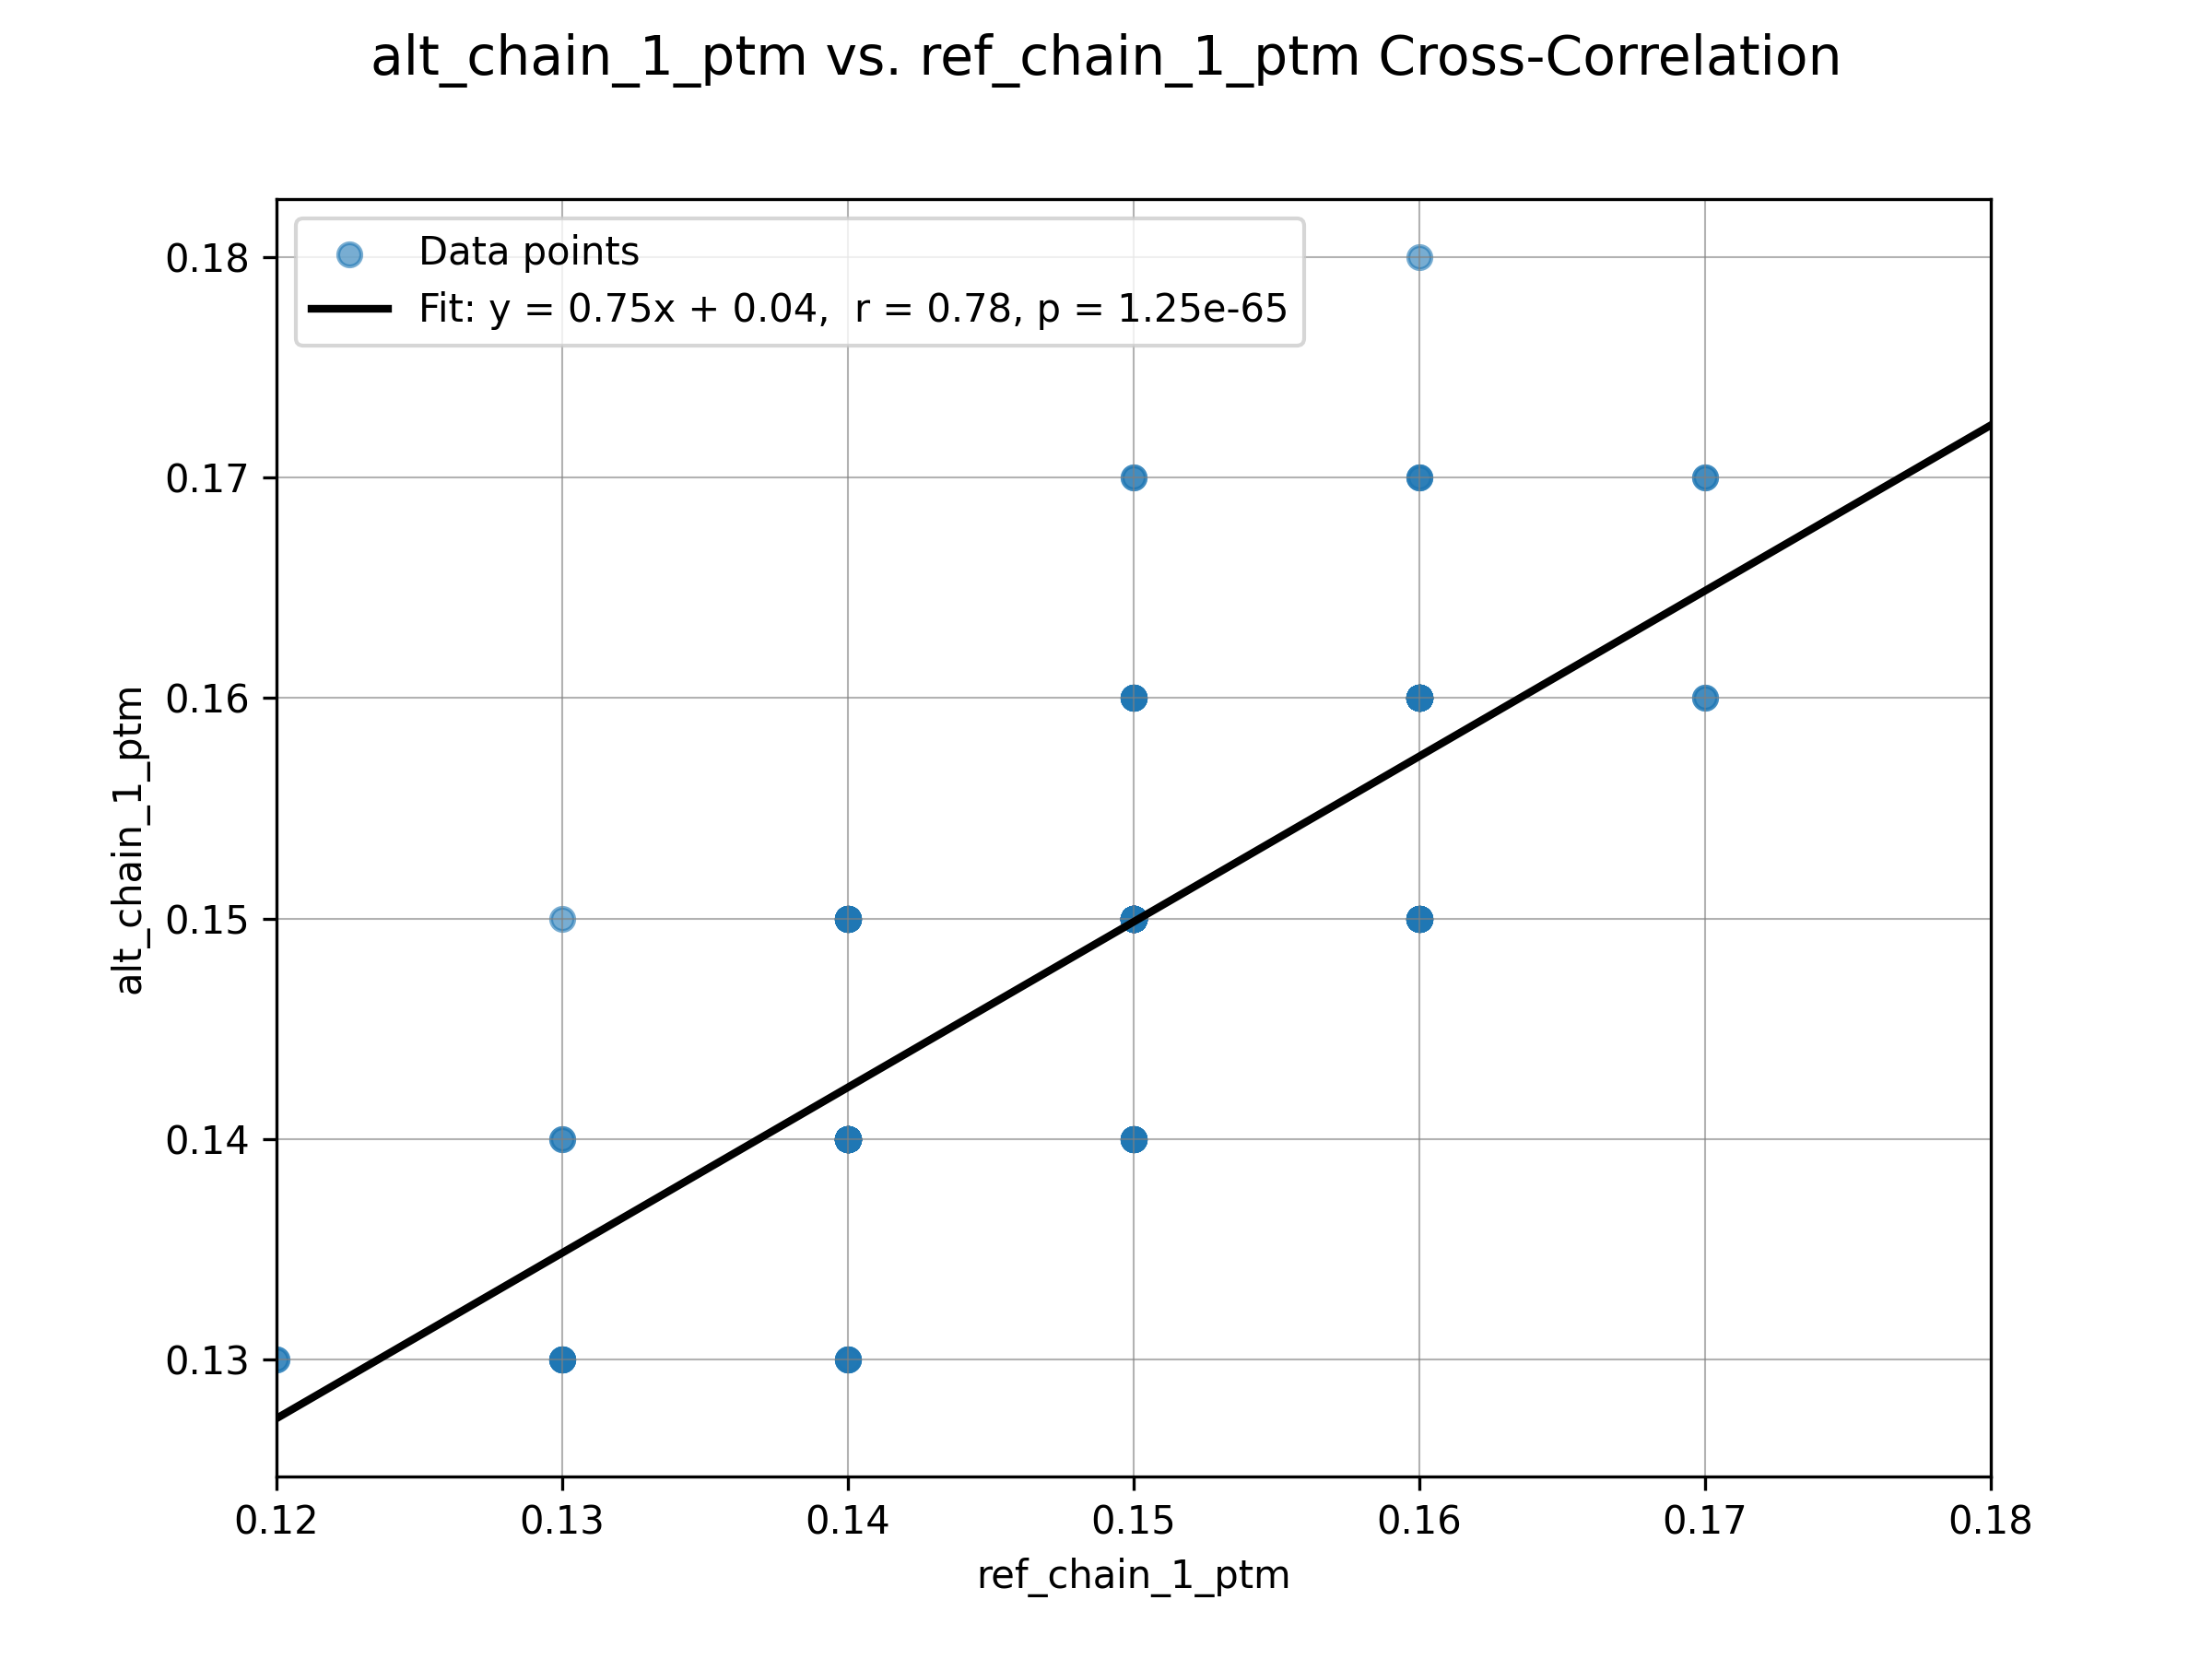 alt_chain_1_ptm vs. ref_chain_1_ptm Cross-Correlation
Data points
Fit: y = 0.75x + 0.04,  r = 0.78, p = 1.25e-65
0.18
0.17
0.16
0.15
0.14
0.13
alt_chain_1_ptm
0.12 0.13 0.14 0.15 0.16 0.17 0.18
ref_chain_1_ptm